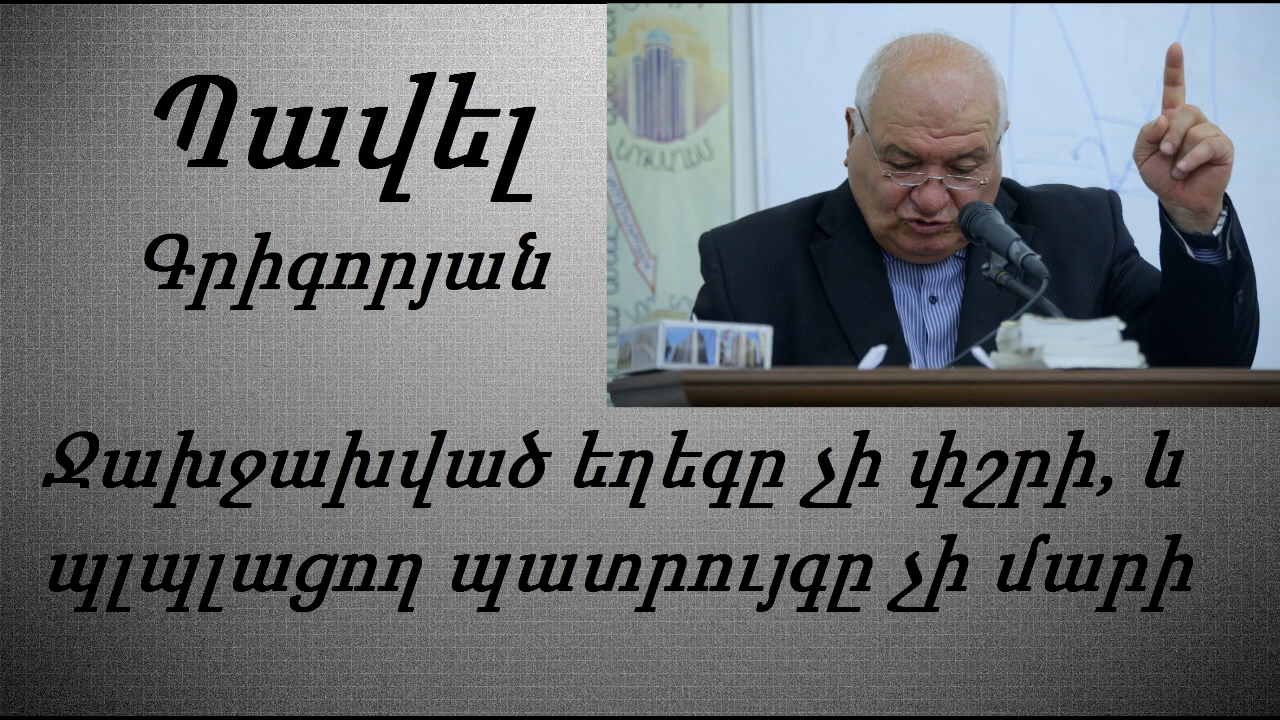 Պավել
Գրիգորյան
Ջախջախված եղեգը չի փշրի, և
պլպլացող պատրույգը չի մարի